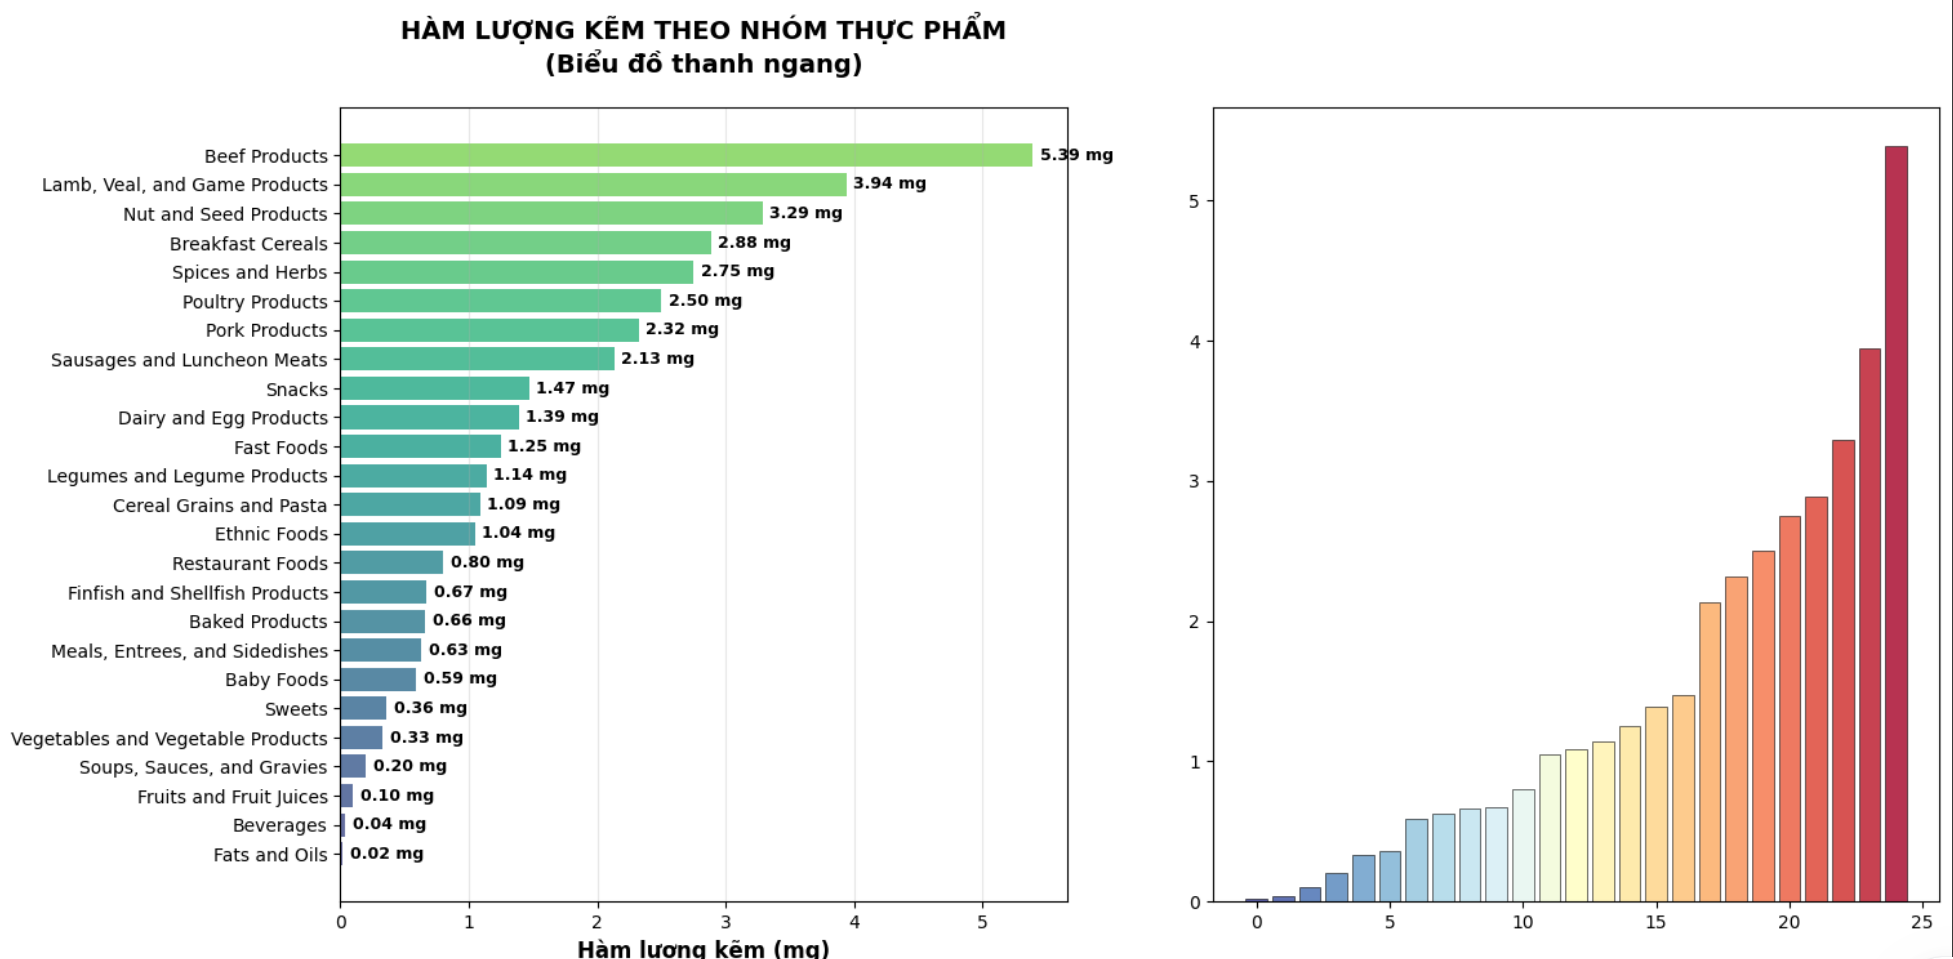 HÀM LƯỢNG KẼM THEO NHÓM THỰC PHẨM
(Biểu đồ thanh ngang)
Beef Products 5.39 mg
Lamb, Veal, and Game Products 3.94 mg
Nut and Seed Products 3.29 mg
Breakfast Cereals 2.88 mg
Spices and Herbs 2.75 mg
Poultry Products 2.50 mg
Pork Products 2.32 mg
Sausages and Luncheon Meats 2.13 mg
Snacks 1.47 mg
Dairy and Egg Products 1.39 mg
Fast Foods 1.25 mg
Legumes and Legume Products 1.14 mg
Cereal Grains and Pasta 1.09 mg
Ethnic Foods 1.04 mg
Restaurant Foods 0.80 mg
Finfish and Shellfish Products 0.67 mg
Baked Products 0.66 mg
Meals, Entrees, and Sidedishes 0.63 mg
Baby Foods 0.59 mg
Sweets 0.36 mg
Vegetables and Vegetable Products 0.33 mg
Soups, Sauces, and Gravies 0.20 mg
Fruits and Fruit Juices 0.10 mg
Beverages 0.04 mg
Fats and Oils 0.02 mg
0 1 2 3 4 5
Hàm lượng kẽm (mg)
5
4
3
2
1
0
0 5 10 15 20 25